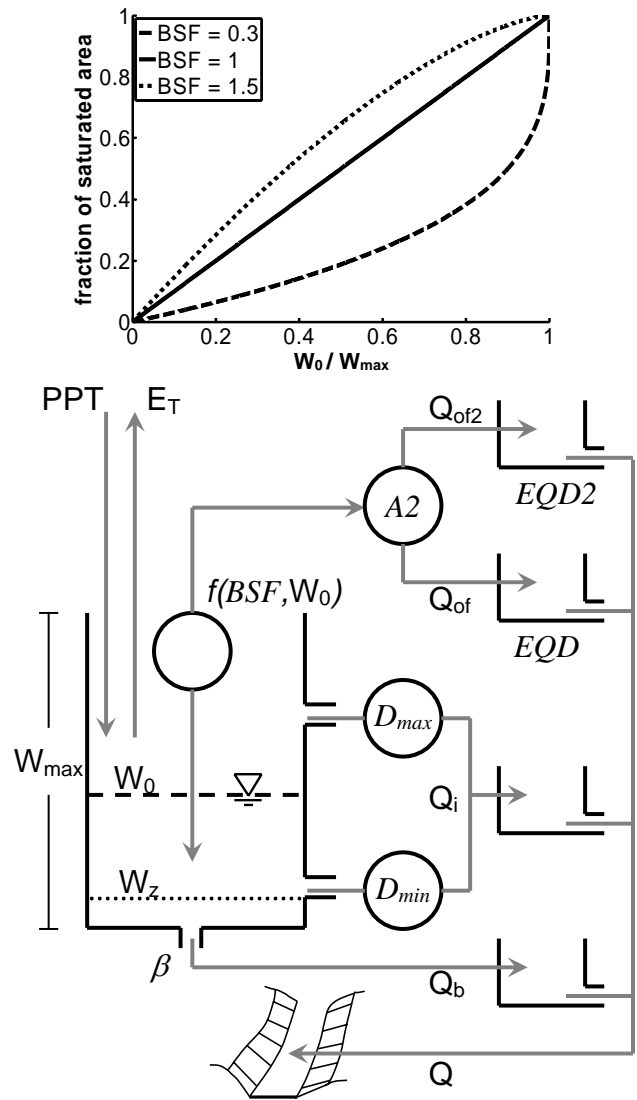 fraction of saturated area
1
0.8
0.6
0.4
0.2
0
BSF = 0.3
BSF = 1
BSF = 1.5
0 0.2 0.4 0.6 0.8 1
W0 / Wmax
PPT ET
Qof2
EQD2
A2
f(BSF,W0)
Qof
EQD
Dmax
Wmax
W0
Qi
Wz
Dmin
β
Qb
Q